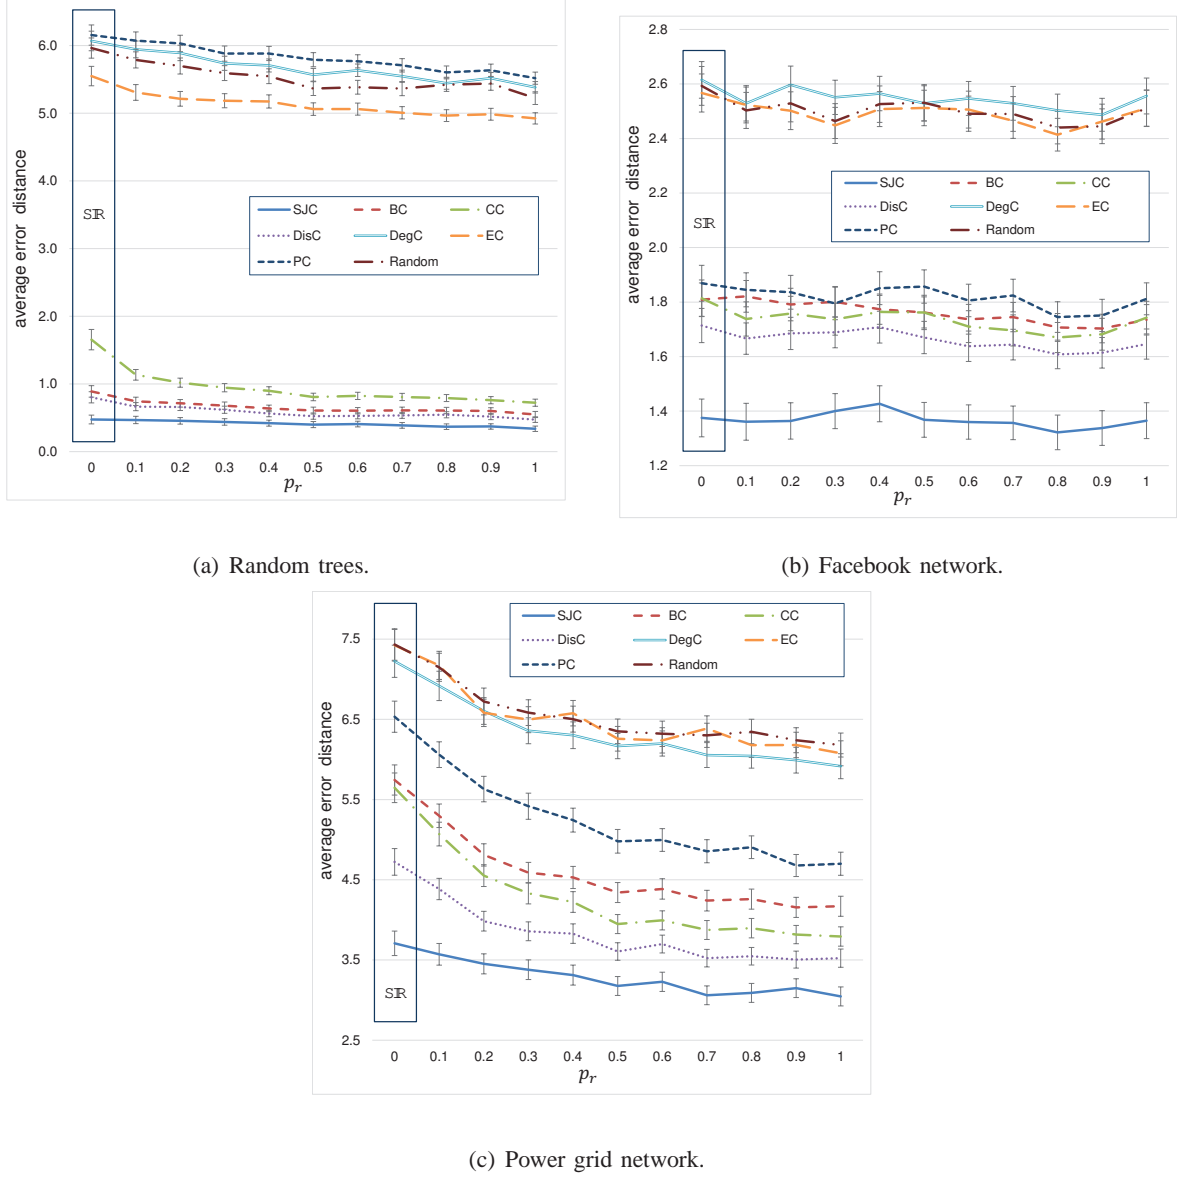 average error distance
6.0
5.0
4.0
3.0
2.0
1.0
0.0
SIR
SJC BC CC
DisC DegC EC
PC Random
0 0.1 0.2 0.3 0.4 0.5 0.6 0.7 0.8 0.9 1
p_r
(a) Random trees.
average error distance
2.8
2.6
2.4
2.2
2.0
1.8
1.6
1.4
1.2
SIR
SJC BC CC
DisC DegC EC
PC Random
0 0.1 0.2 0.3 0.4 0.5 0.6 0.7 0.8 0.9 1
p_r
(b) Facebook network.
average error distance
7.5
6.5
5.5
4.5
3.5
2.5
SJC BC CC
DisC DegC EC
PC Random
SIR
0 0.1 0.2 0.3 0.4 0.5 0.6 0.7 0.8 0.9 1
p_r
(c) Power grid network.